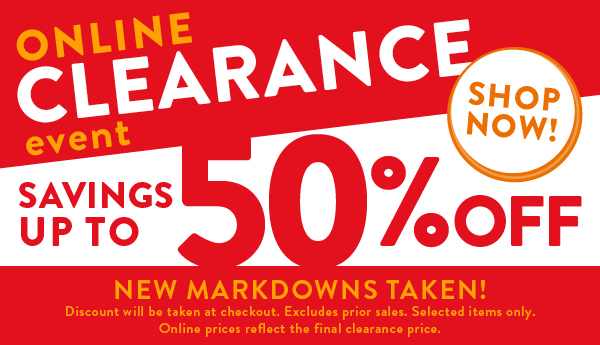 ONLINE
CLEARANCE
event
SHOP
NOW!
SAVINGS
UP TO
50% OFF
NEW MARKDOWNS TAKEN!
Discount will be taken at checkout. Excludes prior sales. Selected items only.
Online prices reflect the final clearance price.